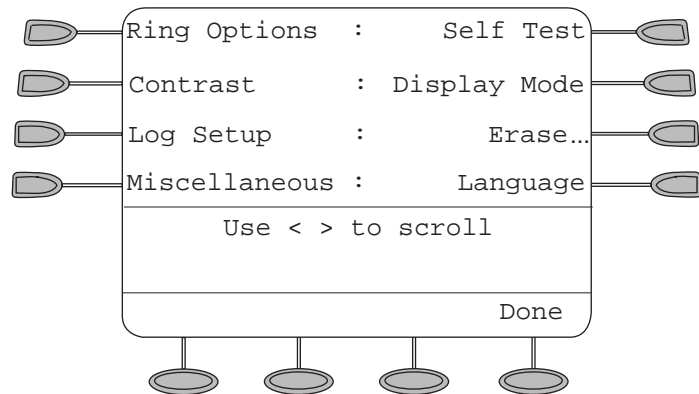 Ring Options : Self Test
Contrast : Display Mode
Log Setup : Erase...
Miscellaneous : Language
Use < > to scroll
Done